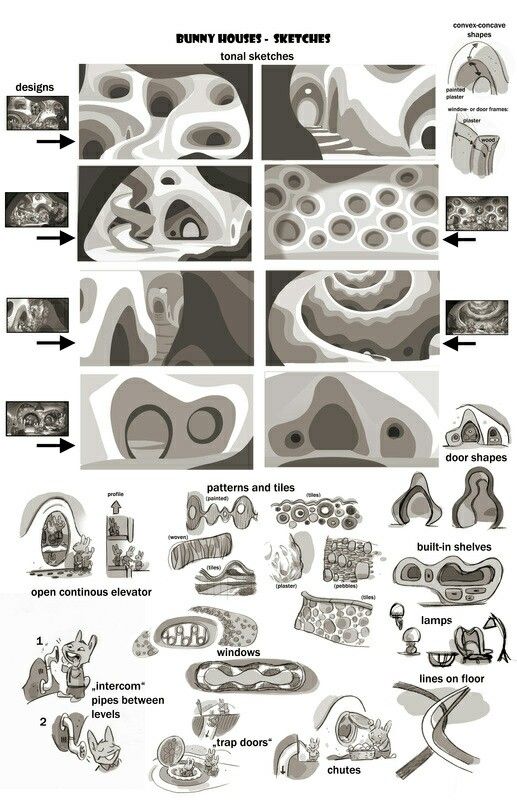 BUNNY HOUSES - SKETCHES
tonal sketches
convex-concave
shapes
designs
painted
plaster
window- or door frames:
plaster
wood
door shapes
patterns and tiles
profile
(painted)
(tiles)
(woven)
(tiles)
(plaster)
(pebbles)
(tiles)
open continous elevator
built-in shelves
lamps
1
„intercom"
pipes between
levels
2
windows
lines on floor
„trap doors"
chutes